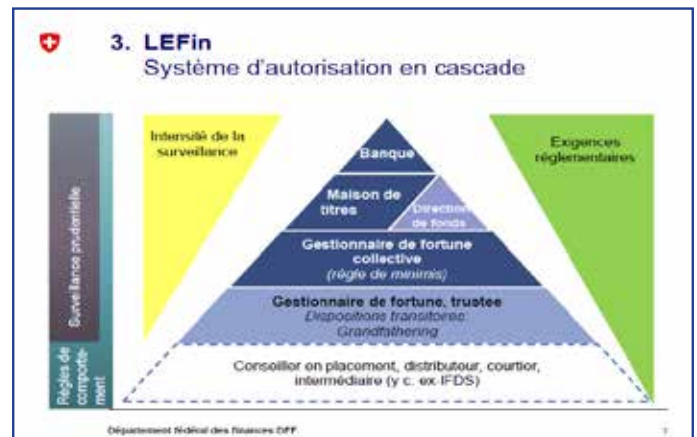 3. LEFin
Système d'autorisation en cascade
Intensité de la
surveillance
Exigences
réglementaires
Banque
Maison de
titres
Direction
de fonds
Gestionnaire de fortune
collective
(règle de minimis)
Gestionnaire de fortune, trustee
Dispositions transitoires
Grandfathering
Conseiller en placement, distributeur, courtier,
intermédiaire (y c. ex IFDS)
Surveillance prudentielle
Règles de
comporte-
ment
Département fédéral des finances DFF